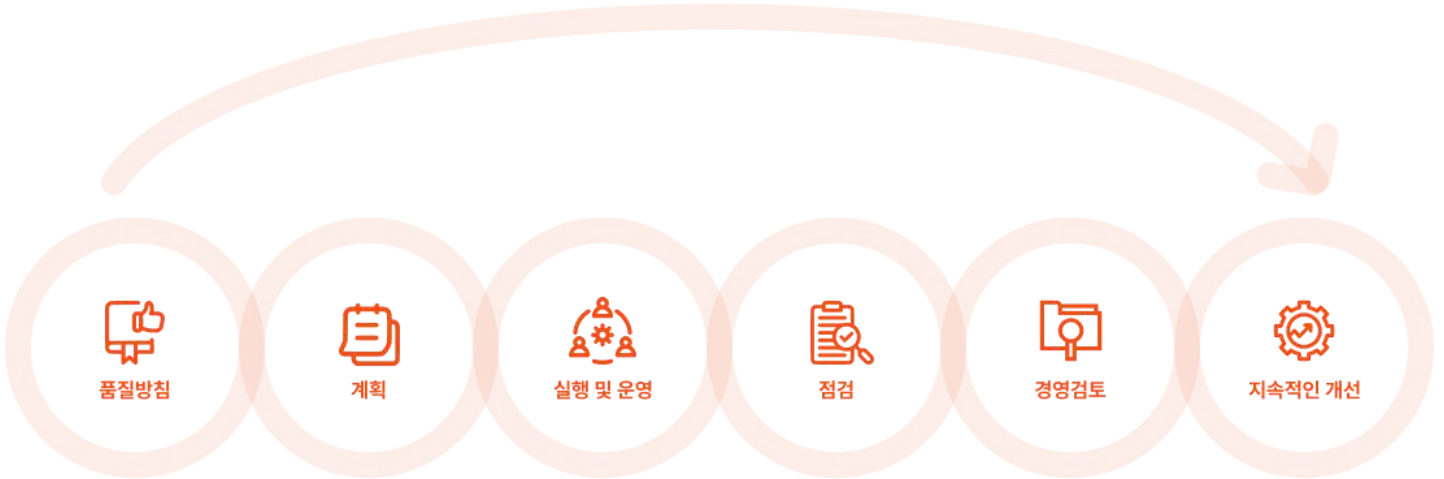 품질방침
계획
실행 및 운영
점검
경영검토
지속적인 개선